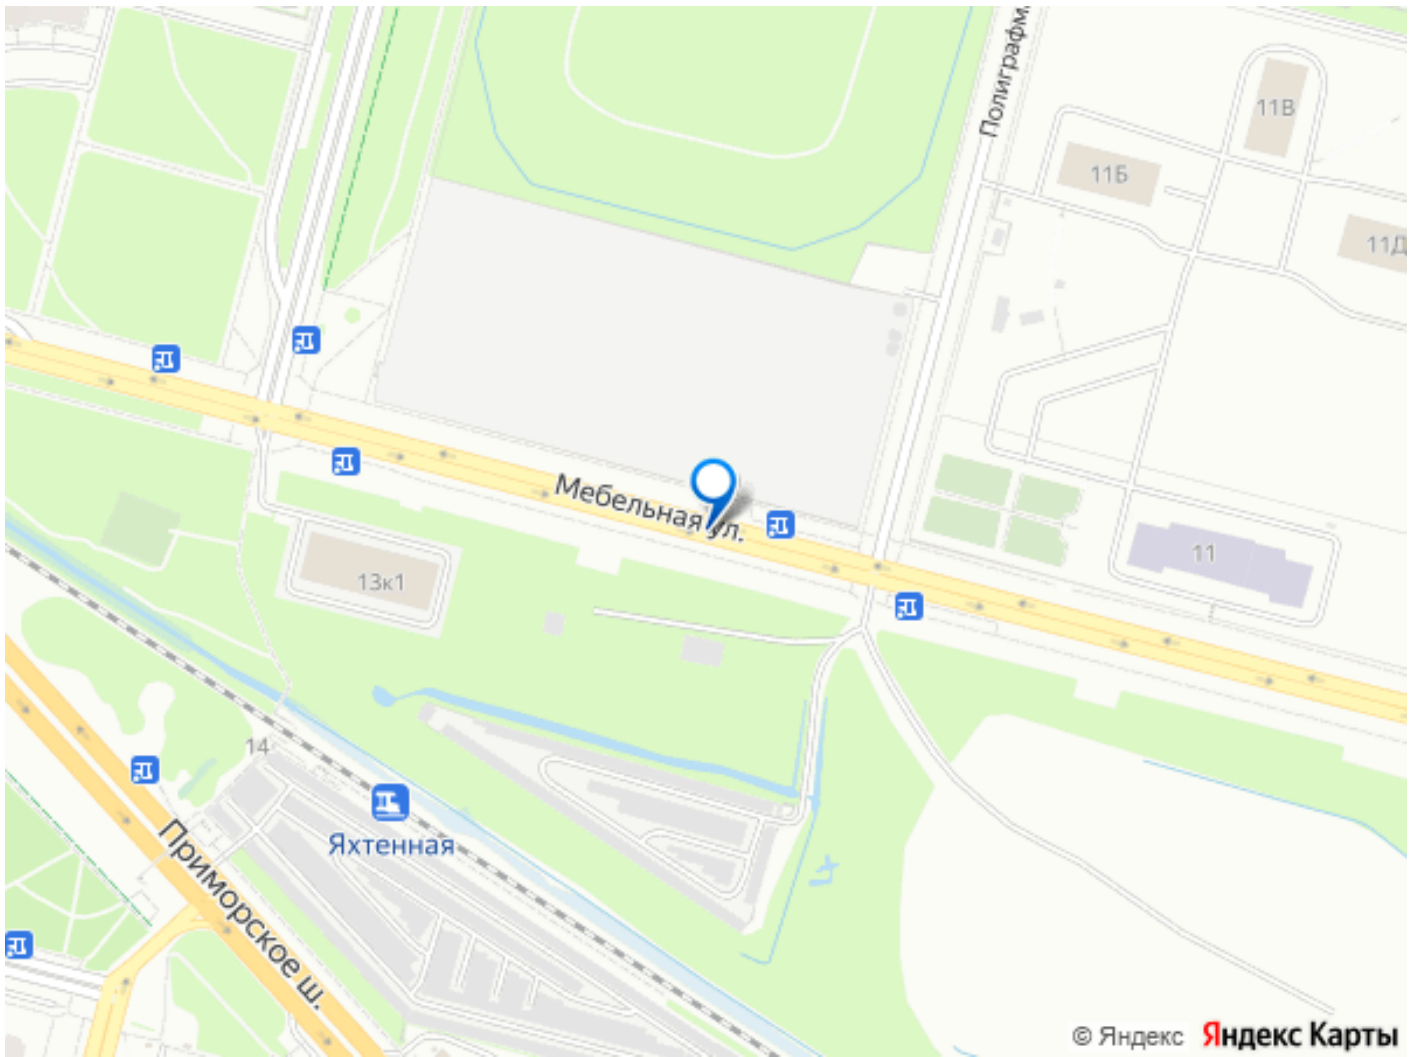 Полиграфм
11В
11Б
11Д
Мебельная ул.
11
13к1
14
Яхтенная
Приморское ш.
© Яндекс Яндекс Карты